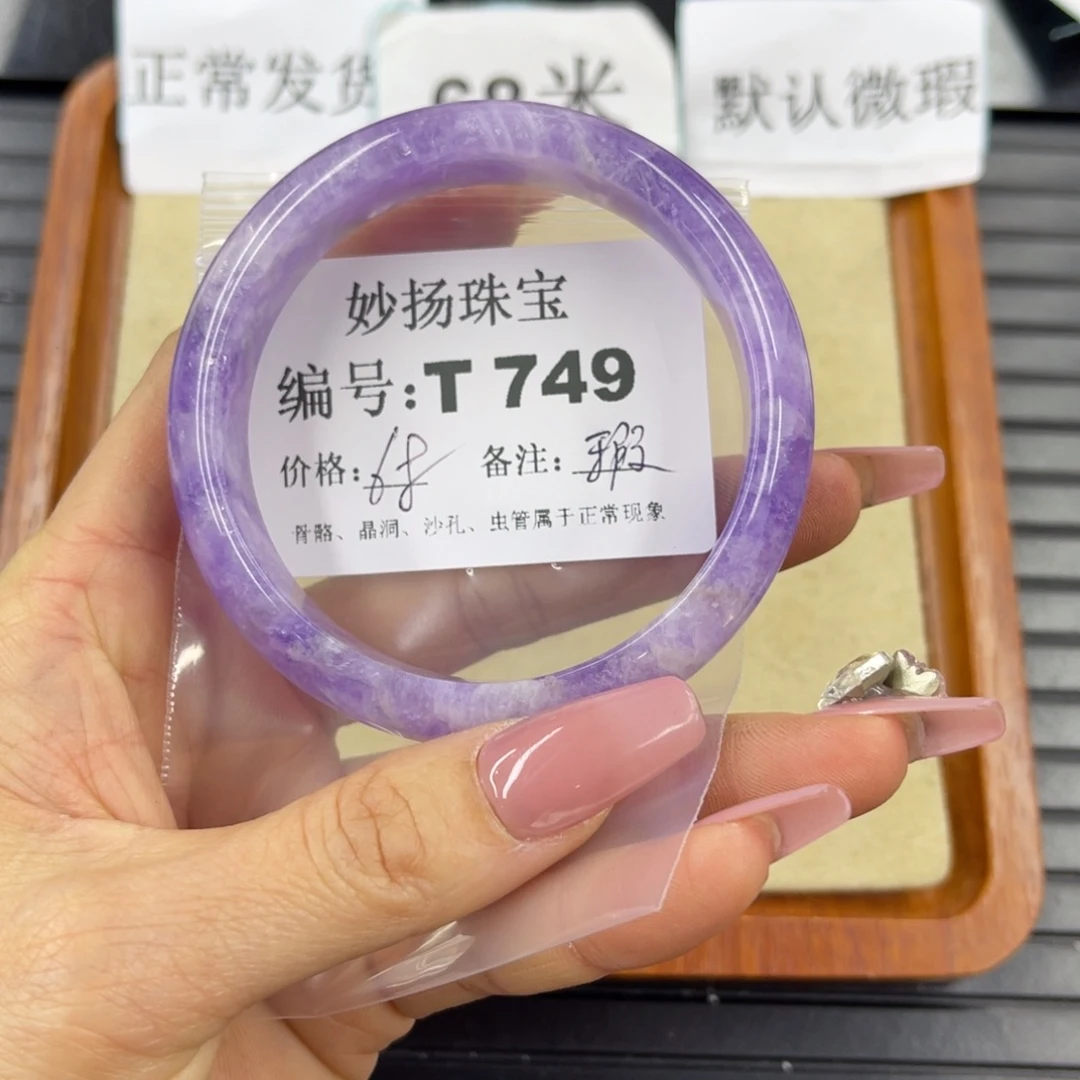 正常发货
68米
默认微瑕
妙扬珠宝
编号:T 749
价格:68 备注:瑕
骨骼、晶洞、沙孔、虫管属于正常现象